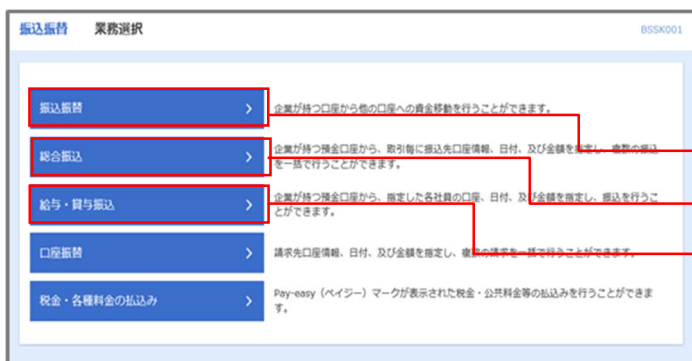 振込振替 業務選択 BSSK001
振込振替
企業が持つ口座から他の口座への資金移動を行うことができます。
総合振込
企業が持つ預金口座から、取引毎に振込先口座情報、日付、及び金額を指定し、複数の振込
を一括で行うことができます。
給与・賞与振込
企業が持つ預金口座から、指定した各社員の口座、日付、及び金額を指定し、振込を行うこ
とができます。
口座振替
請求先口座情報、日付、及び金額を指定し、複数の請求を一括で行うことができます。
税金・各種料金の払込み
Pay-easy（ペイジー）マークが表示された税金・公共料金等の払込みを行うことができま
す。